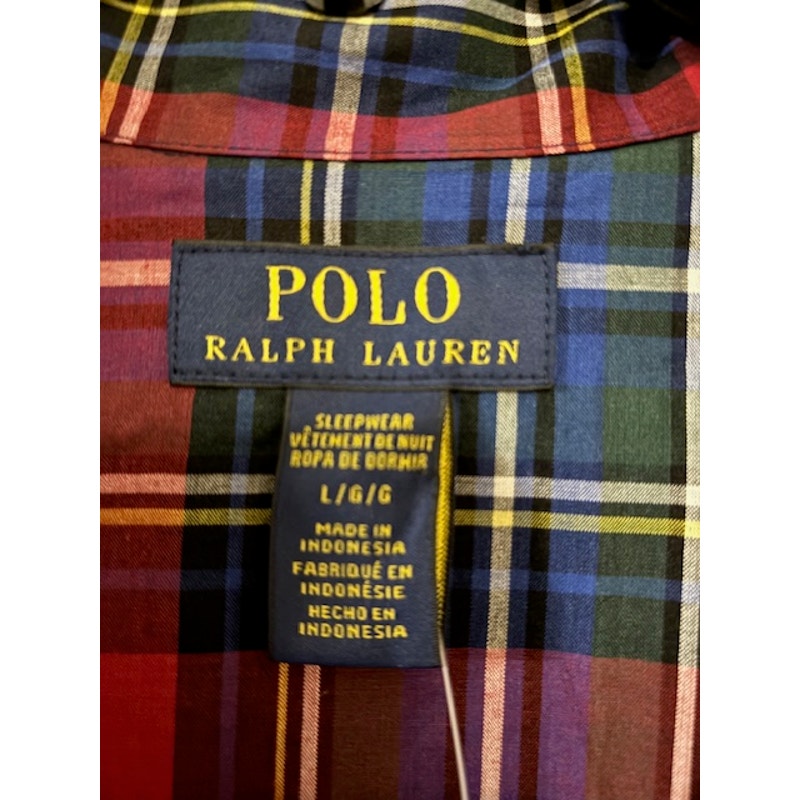 POLO
RALPH LAUREN
SLEEPWEAR
VÊTEMENT DE NUIT
ROPA DE DORMIR
L/G/G
MADE IN
INDONESIA
FABRIQUÉ EN
INDONÉSIE
HECHO EN
INDONESIA